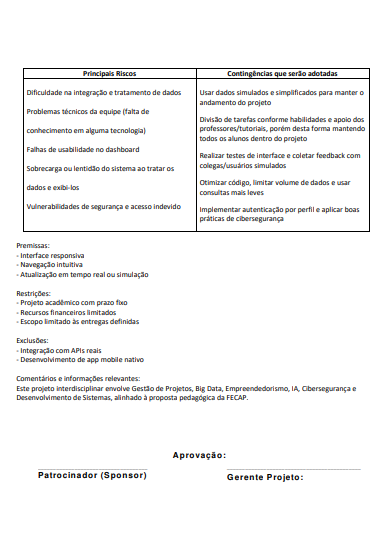 Principais Riscos
Contingências que serão adotadas
Dificuldade na integração e tratamento de dados
Problemas técnicos da equipe (falta de
conhecimento em alguma tecnologia)
Falhas de usabilidade no dashboard
Sobrecarga ou lentidão do sistema ao tratar os
dados e exibi-los
Vulnerabilidades de segurança e acesso indevido
Usar dados simulados e simplificados para manter o
andamento do projeto
Divisão de tarefas conforme habilidades e apoio dos
professores/tutoriais, porém desta forma mantendo
todos os alunos dentro do projeto
Realizar testes de interface e coletar feedback com
colegas/usuários simulados
Otimizar código, limitar volume de dados e usar
consultas mais leves
Implementar autenticação por perfil e aplicar boas
práticas de cibersegurança
Premissas:
- Interface responsiva
- Navegação intuitiva
- Atualização em tempo real ou simulação
Restrições:
- Projeto acadêmico com prazo fixo
- Recursos financeiros limitados
- Escopo limitado às entregas definidas
Exclusões:
- Integração com APIs reais
- Desenvolvimento de app mobile nativo
Comentários e informações relevantes:
Este projeto interdisciplinar envolve Gestão de Projetos, Big Data, Empreendedorismo, IA, Cibersegurança e
Desenvolvimento de Sistemas, alinhado à proposta pedagógica da FECAP.
Aprovação:
Patrocinador (Sponsor)
Gerente Projeto: